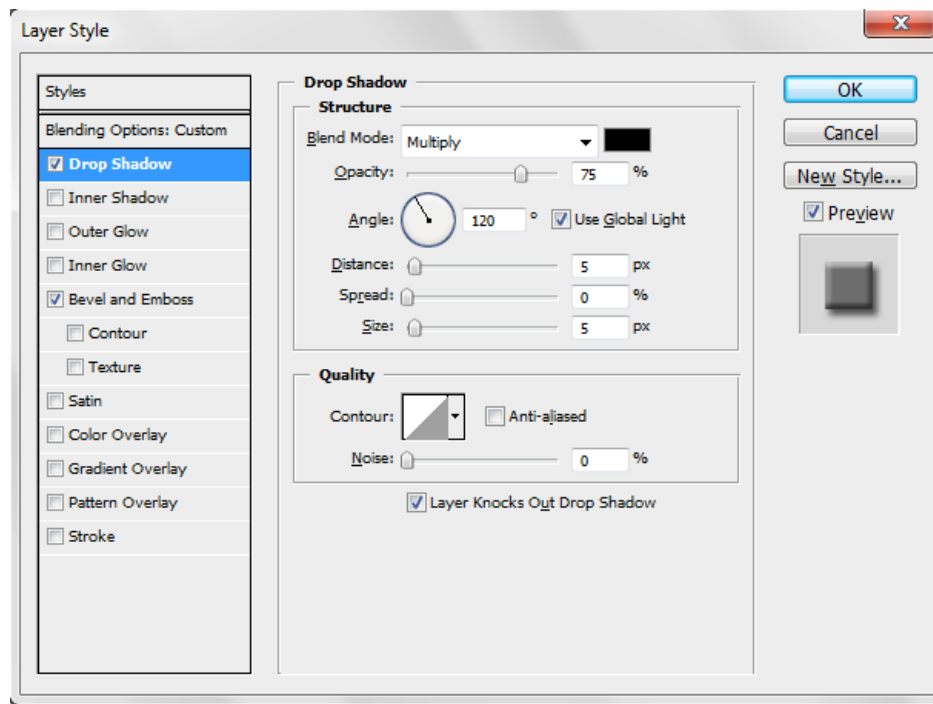 Layer Style
x
Styles
Blending Options: Custom
Drop Shadow
Inner Shadow
Outer Glow
Inner Glow
Bevel and Emboss
Contour
Texture
Satin
Color Overlay
Gradient Overlay
Pattern Overlay
Stroke
Drop Shadow
Structure
Blend Mode: Multiply
Opacity: 75 %
Angle: 120 ° Use Global Light
Distance: 5 px
Spread: 0 %
Size: 5 px
Quality
Contour: Anti-aliased
Noise: 0 %
Layer Knocks Out Drop Shadow
OK
Cancel
New Style...
Preview